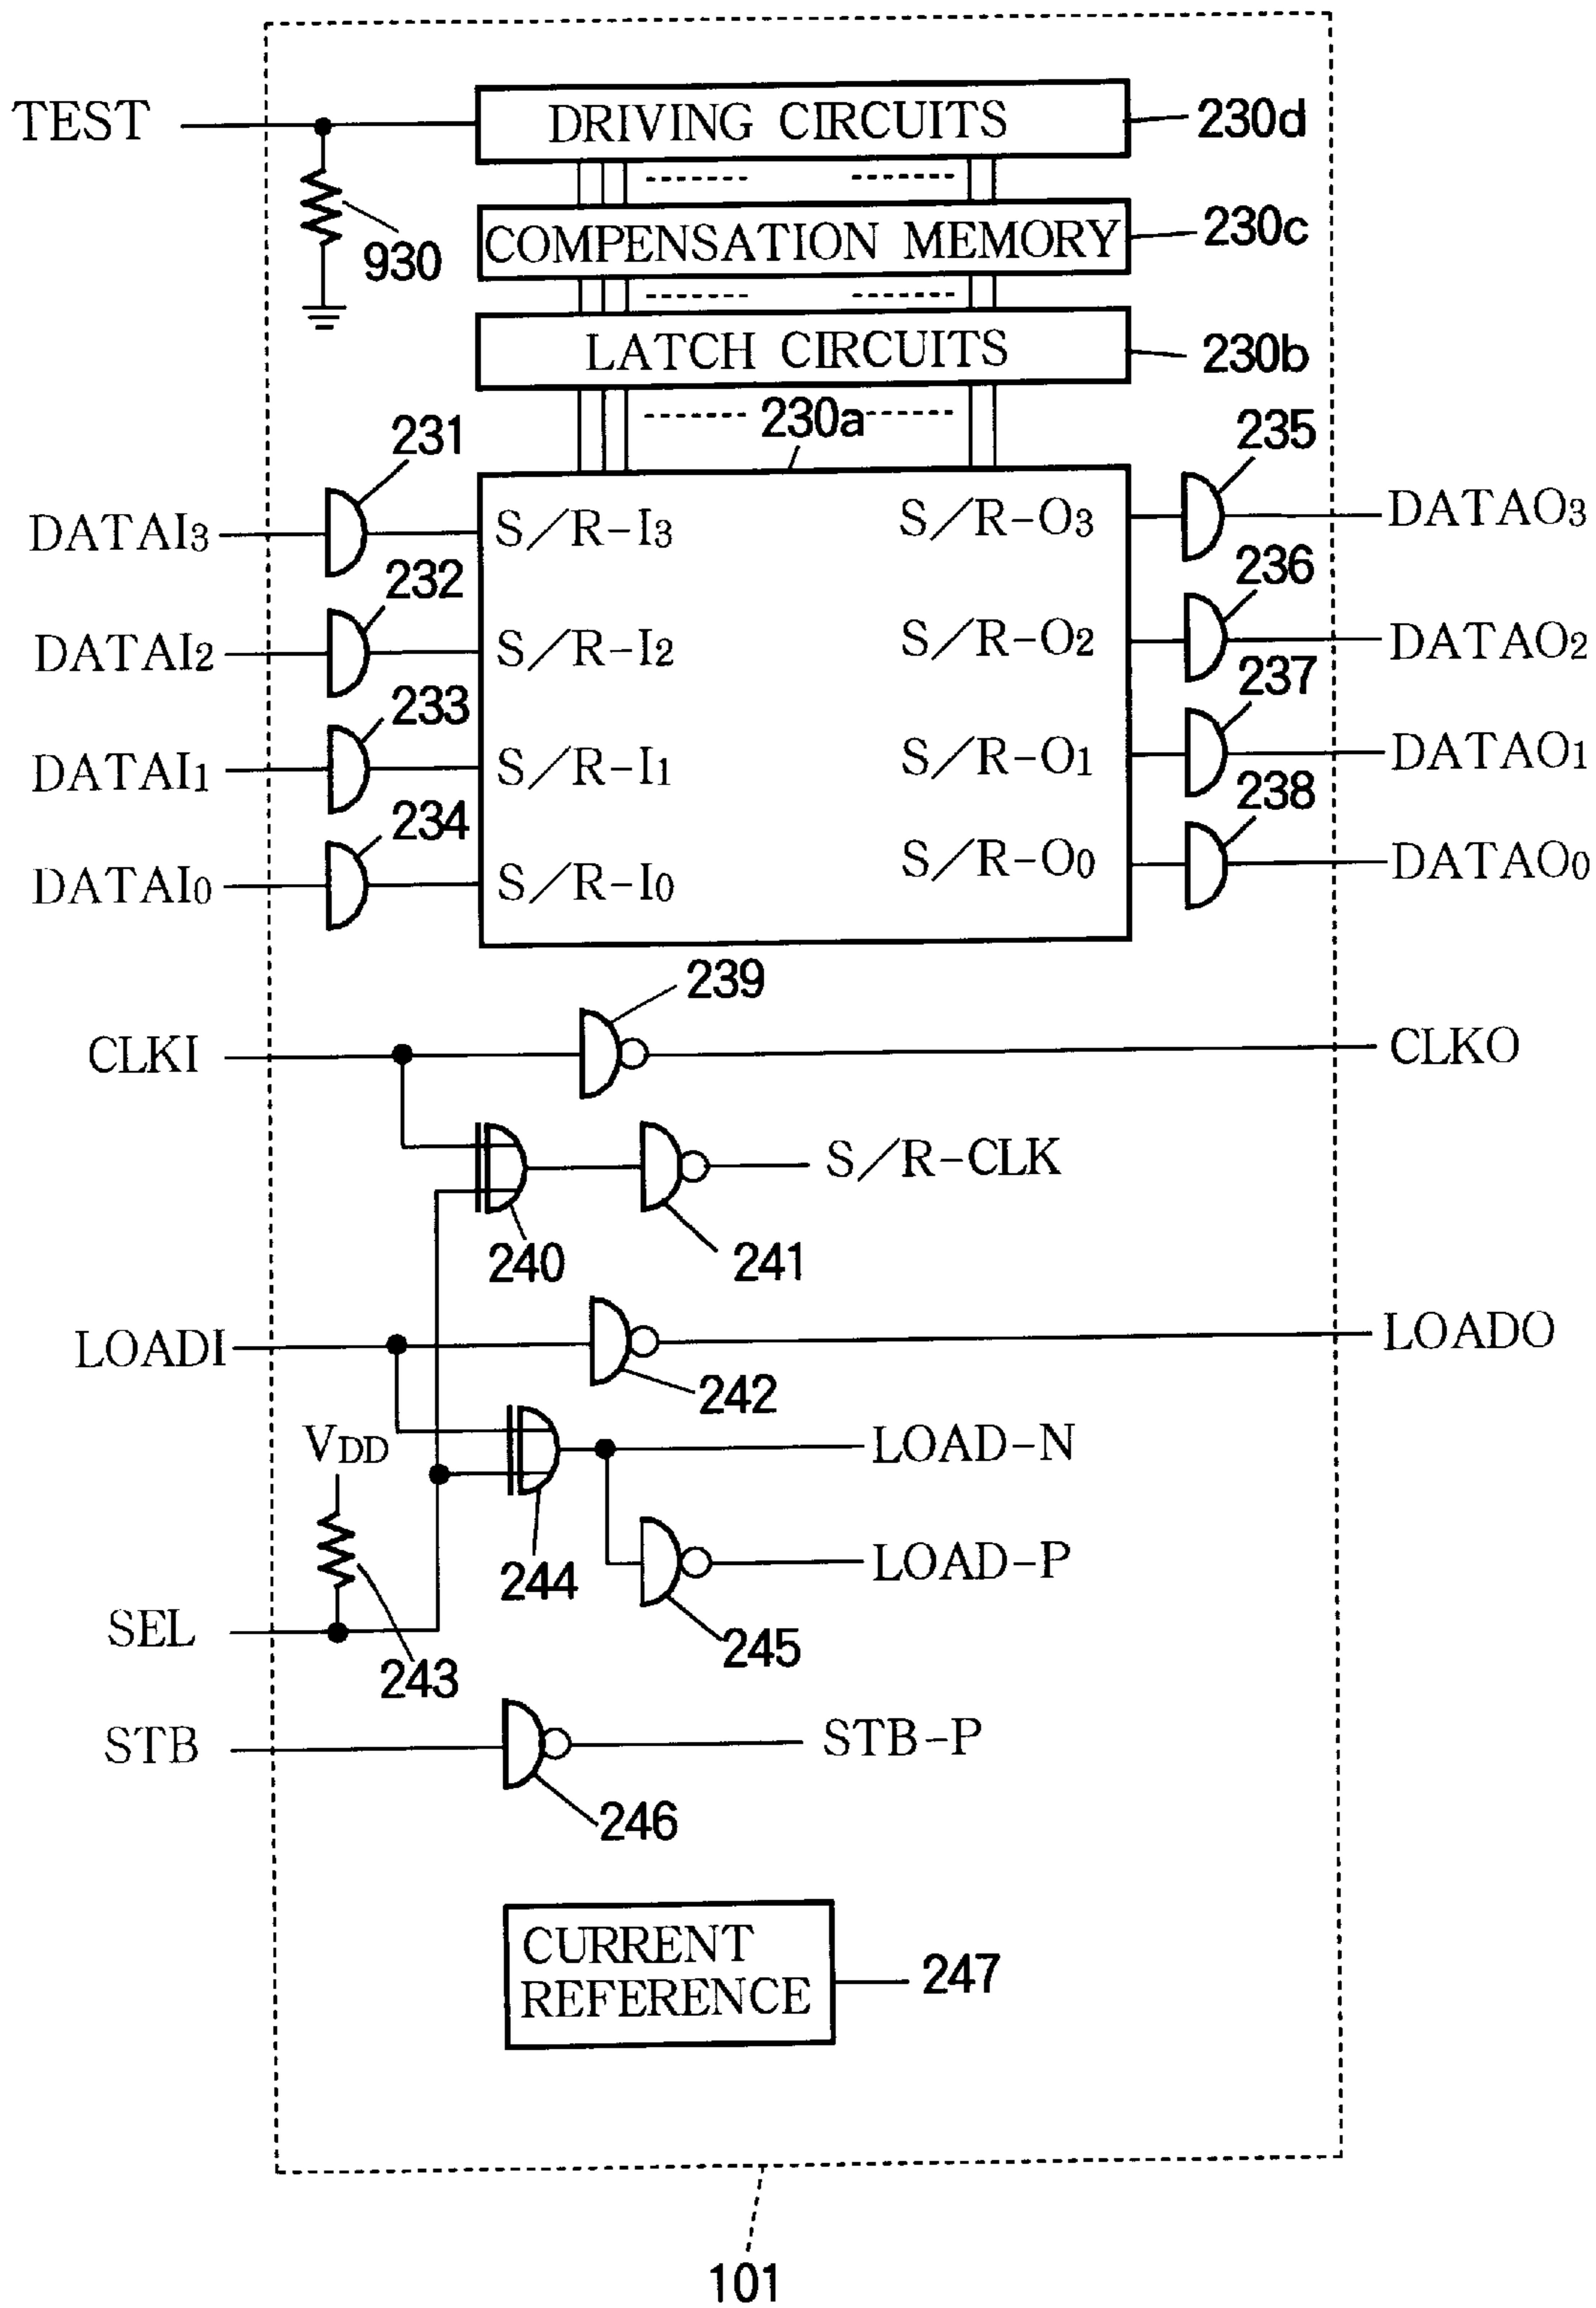 TEST
DRIVING CIRCUITS
230d
930
COMPENSATION MEMORY
230c
LATCH CIRCUITS
230b
230a
231
235
DATAI3
S/R-I3
S/R-O3
DATAO3
232
236
DATAI2
S/R-I2
S/R-O2
DATAO2
233
237
DATAI1
S/R-I1
S/R-O1
DATAO1
234
238
DATAI0
S/R-I0
S/R-O0
DATAO0
239
CLKI
CLKO
S/R-CLK
240
241
LOADI
LOADO
242
VDD
LOAD-N
244
LOAD-P
SEL
243
245
STB
STB-P
246
CURRENT
REFERENCE
247
101